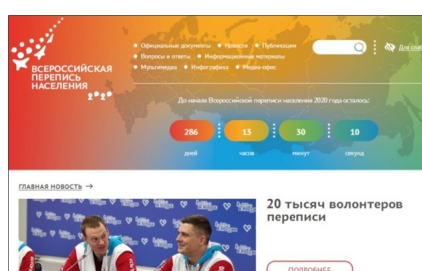 ВСЕРОССИЙСКАЯ
ПЕРЕПИСЬ
НАСЕЛЕНИЯ
Официальные документы • Новости • Публикации
Вопросы и ответы • Информационные материалы
Мультимедиа • Инфографика • Медиа-офис
До начала Всероссийской переписи населения 2020 года осталось:
286 13 30 10
дней часов минут секунд
ГЛАВНАЯ НОВОСТЬ →
20 тысяч волонтеров
переписи
ПОДРОБНЕЕ